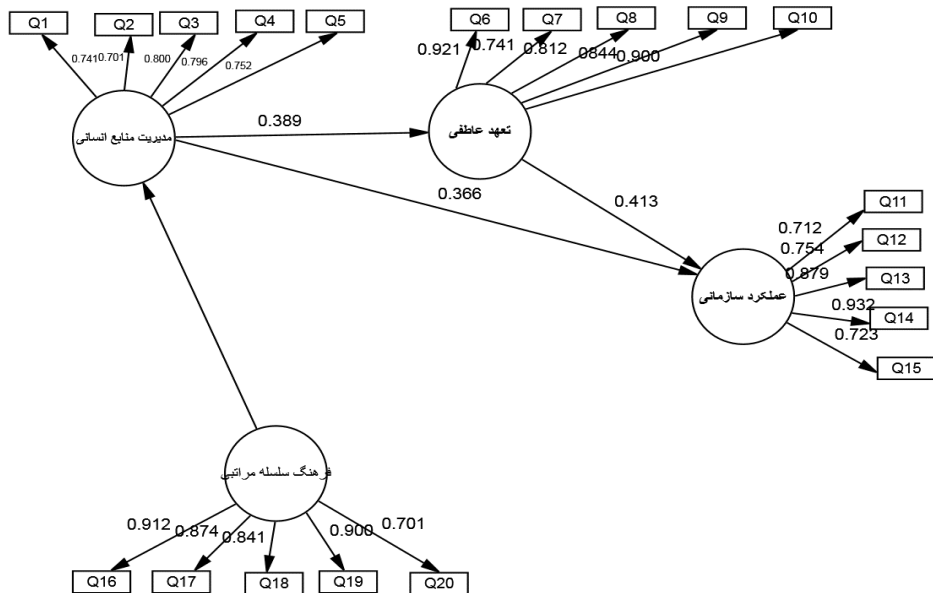 Q1 Q2 Q3 Q4 Q5 Q6 Q7 Q8 Q9 Q10
0.741 0.701 0.800 0.796 0.752 0.921 0.741 0.812 0844 0.900
مدیریت منابع انسانی
0.389
تعهد عاطفی
0.366
0.413
Q11
0.712
Q12
0.754
0.879
Q13
عملکرد سازمانی
0.932
Q14
0.723
Q15
فرهنگ سلسله مراتبی
0.912 0.874 0.841 0.900 0.701
Q16 Q17 Q18 Q19 Q20